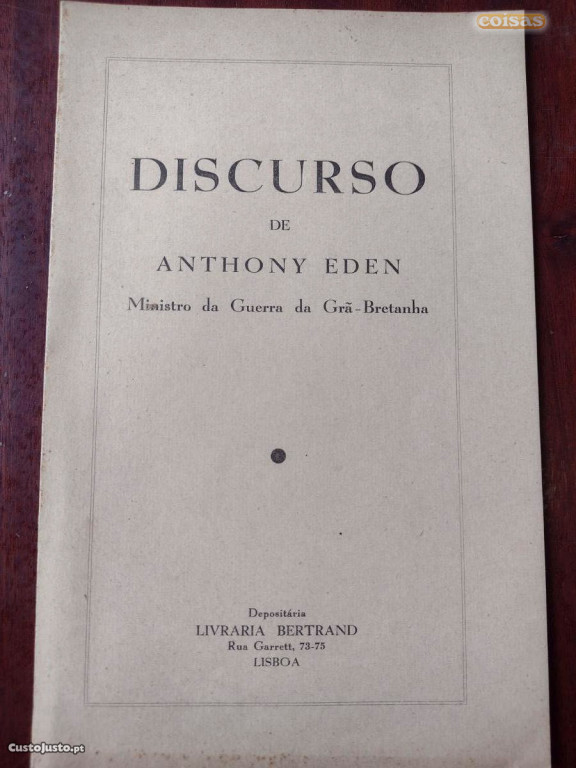 coisas
DISCURSO
DE
ANTHONY EDEN
Ministro da Guerra da Grã-Bretanha
Depositária
LIVRARIA BERTRAND
Rua Garrett, 73-75
LISBOA
CustoJusto.pt